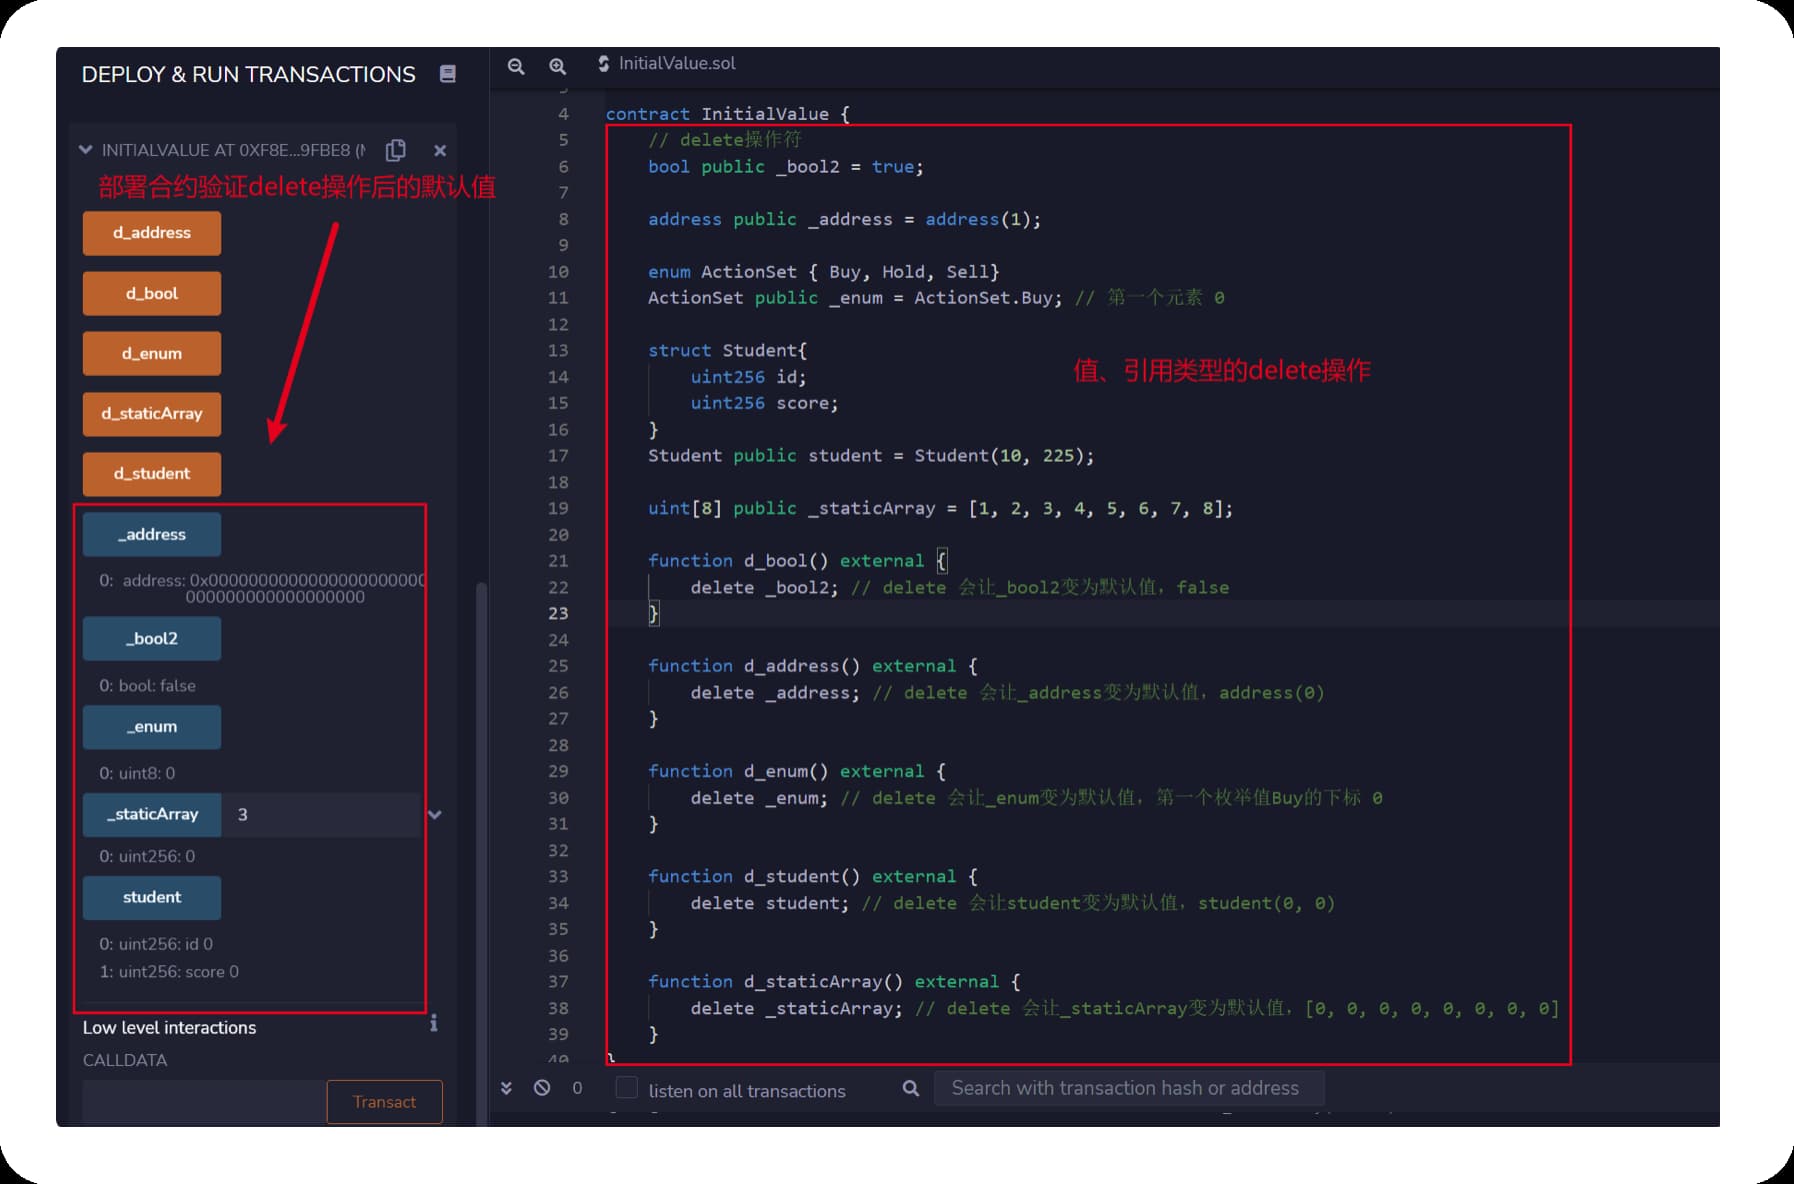 DEPLOY & RUN TRANSACTIONS
INITIALVALUE AT 0XF8E...9FBE8 (
部署合约验证delete操作后的默认值
d_address
d_bool
d_enum
d_staticArray
d_student
_address
0: address: 0x0000000000000000000000
000000000000000000
_bool2
0: bool: false
_enum
0: uint8: 0
_staticArray 3
0: uint256: 0
student
0: uint256: id 0
1: uint256: score 0
Low level interactions
CALLDATA
Transact
InitialValue.sol
4 contract InitialValue {
5 // delete操作符
6 bool public _bool2 = true;
7
8 address public _address = address(1);
9
10 enum ActionSet { Buy, Hold, Sell}
11 ActionSet public _enum = ActionSet.Buy; // 第一个元素 0
12
13 struct Student{
14 uint256 id;
15 uint256 score;
16 }
17 Student public student = Student(10, 225);
18
19 uint[8] public _staticArray = [1, 2, 3, 4, 5, 6, 7, 8];
20
21 function d_bool() external {
22 delete _bool2; // delete 会让_bool2变为默认值，false
23 }
24
25 function d_address() external {
26 delete _address; // delete 会让_address变为默认值，address(0)
27 }
28
29 function d_enum() external {
30 delete _enum; // delete 会让_enum变为默认值，第一个枚举值Buy的下标 0
31 }
32
33 function d_student() external {
34 delete student; // delete 会让student变为默认值，student(0, 0)
35 }
36
37 function d_staticArray() external {
38 delete _staticArray; // delete 会让_staticArray变为默认值，[0, 0, 0, 0, 0, 0, 0, 0]
39 }
40 }
值、引用类型的delete操作
0 listen on all transactions Search with transaction hash or address